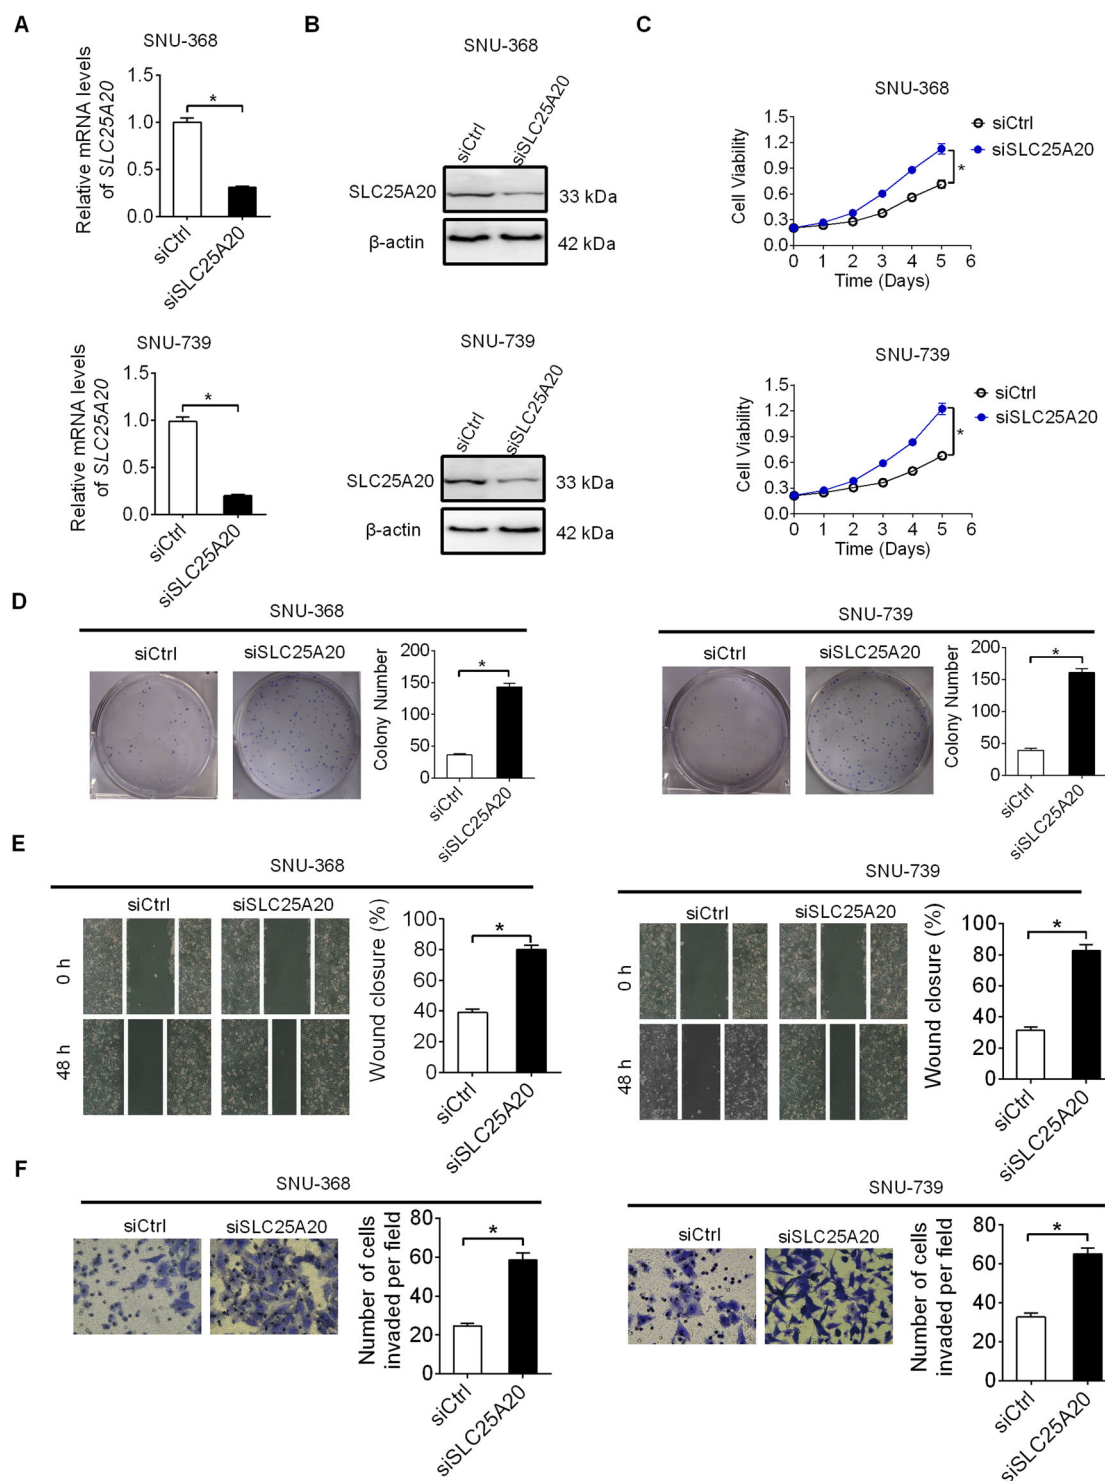 A
SNU-368
Relative mRNA levels
of SLC25A20
1.5
1.0
0.5
0.0
*
siCtrl
siSLC25A20
SNU-739
Relative mRNA levels
of SLC25A20
1.5
1.0
0.5
0.0
*
siCtrl
siSLC25A20
B
SNU-368
siCtrl
siSLC25A20
SLC25A20
33 kDa
β-actin
42 kDa
SNU-739
siCtrl
siSLC25A20
SLC25A20
33 kDa
β-actin
42 kDa
C
SNU-368
Cell Viability
1.5
1.2
0.9
0.6
0.3
0.0
0 1 2 3 4 5 6
Time (Days)
siCtrl
siSLC25A20
*
SNU-739
Cell Viability
1.5
1.2
0.9
0.6
0.3
0.0
0 1 2 3 4 5 6
Time (Days)
siCtrl
siSLC25A20
*
D
SNU-368
siCtrl
siSLC25A20
Colony Number
200
150
100
50
0
*
siCtrl
siSLC25A20
SNU-739
siCtrl
siSLC25A20
Colony Number
200
150
100
50
0
*
siCtrl
siSLC25A20
E
SNU-368
siCtrl
siSLC25A20
0 h
48 h
Wound closure (%)
100
80
60
40
20
0
*
siCtrl
siSLC25A20
SNU-739
siCtrl
siSLC25A20
0 h
48 h
Wound closure (%)
100
80
60
40
20
0
*
siCtrl
siSLC25A20
F
SNU-368
siCtrl
siSLC25A20
Number of cells
invaded per field
80
60
40
20
0
*
siCtrl
siSLC25A20
SNU-739
siCtrl
siSLC25A20
Number of cells
invaded per field
80
60
40
20
0
*
siCtrl
siSLC25A20